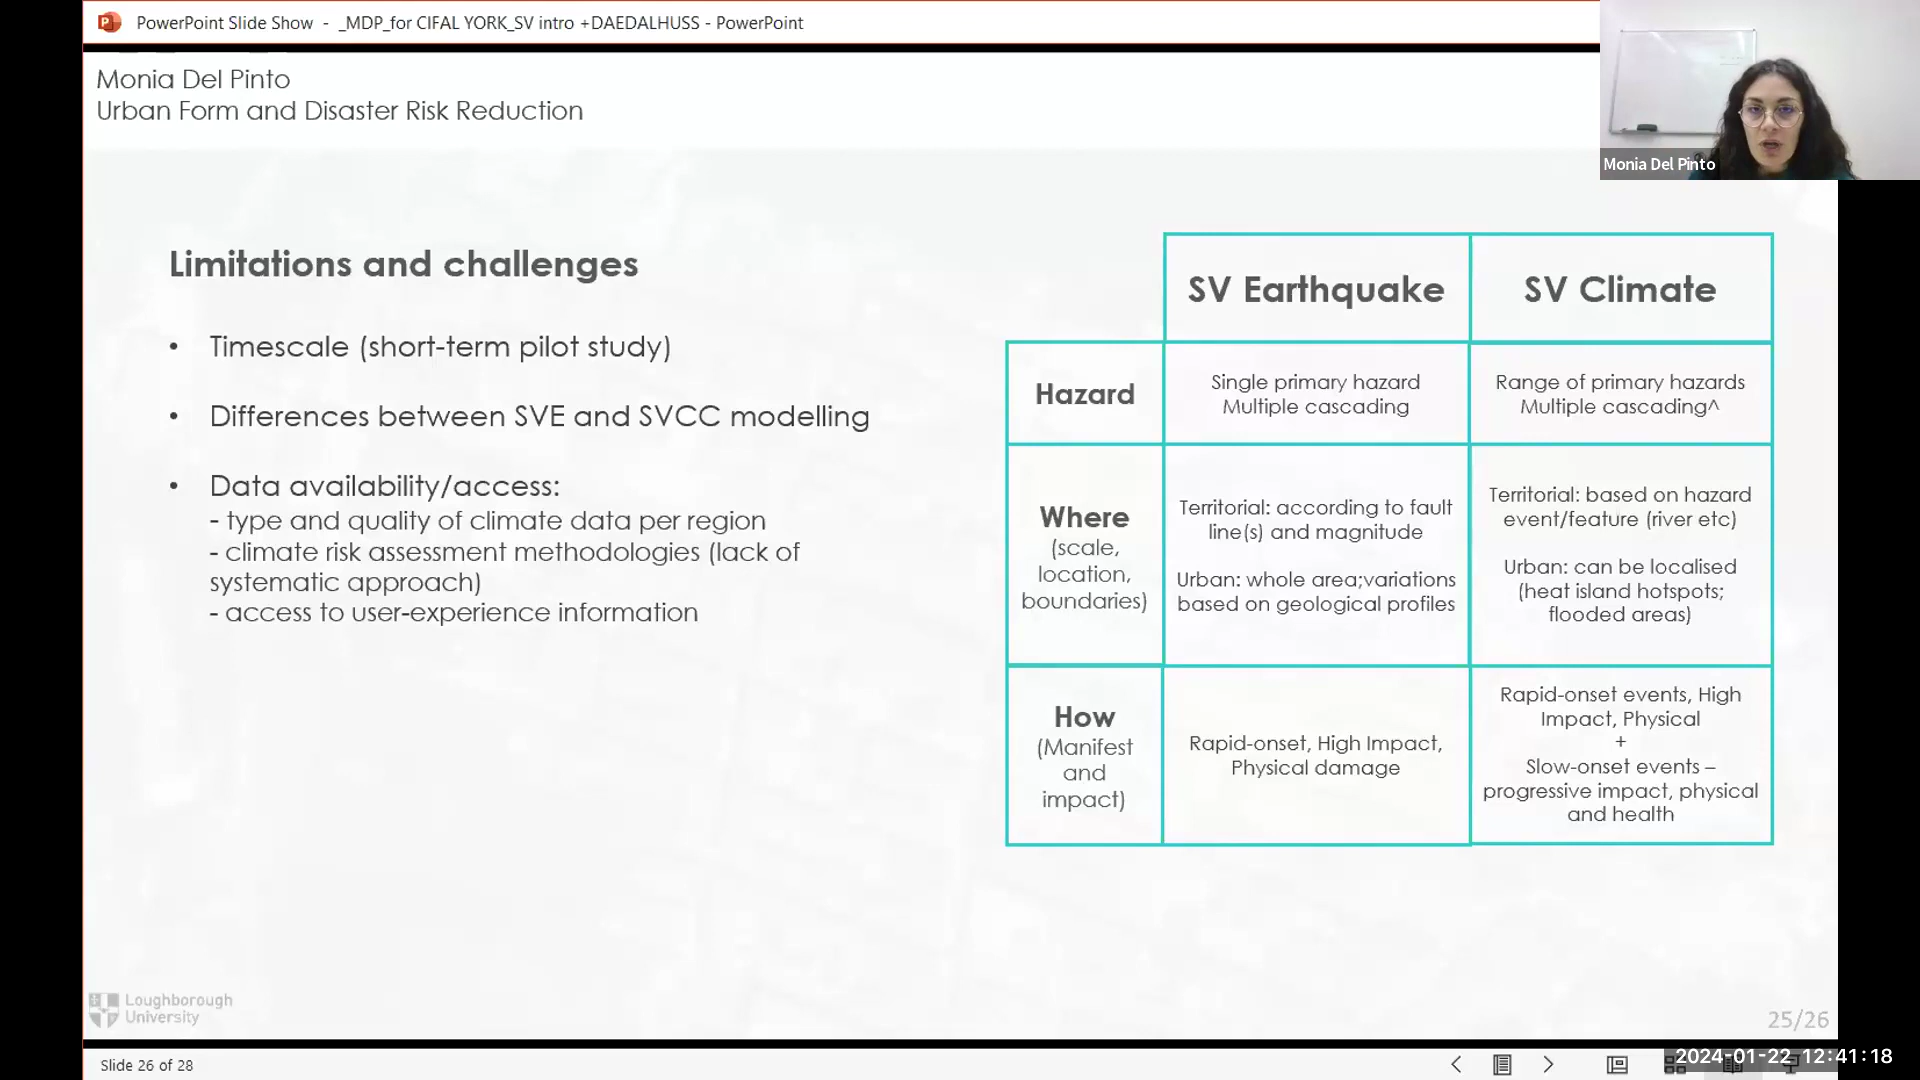 PowerPoint Slide Show - _MDP_for CIFAL YORK_SV intro +DAEDALHUSS - PowerPoint
Monia Del Pinto
Urban Form and Disaster Risk Reduction
Monia Del Pinto
Limitations and challenges
• Timescale (short-term pilot study)
• Differences between SVE and SVCC modelling
• Data availability/access:
- type and quality of climate data per region
- climate risk assessment methodologies (lack of
systematic approach)
- access to user-experience information
SV Earthquake
SV Climate
Hazard
Single primary hazard
Multiple cascading
Range of primary hazards
Multiple cascading^
Where
(scale,
location,
boundaries)
Territorial: according to fault
line(s) and magnitude
Urban: whole area;variations
based on geological profiles
Territorial: based on hazard
event/feature (river etc)
Urban: can be localised
(heat island hotspots;
flooded areas)
How
(Manifest
and
impact)
Rapid-onset, High Impact,
Physical damage
Rapid-onset events, High
Impact, Physical
+
Slow-onset events –
progressive impact, physical
and health
Loughborough
University
25/26
Slide 26 of 28
2024-01-22 12:41:18